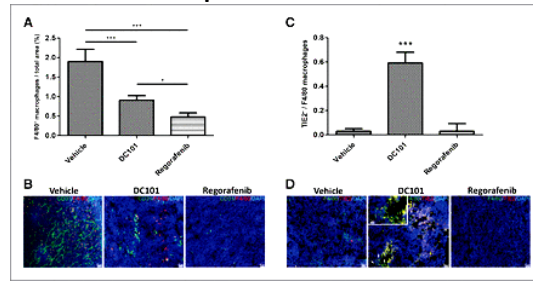 A
F4/80⁺ macrophages / total area (%)
2.5
2.0
1.5
1.0
0.5
0.0
***
***
*
Vehicle
DC101
Regorafenib
C
TIE2⁺ / F4/80 macrophages
0.8
0.6
0.4
0.2
0.0
***
Vehicle
DC101
Regorafenib
B
Vehicle
DC101
Regorafenib
D
Vehicle
DC101
Regorafenib